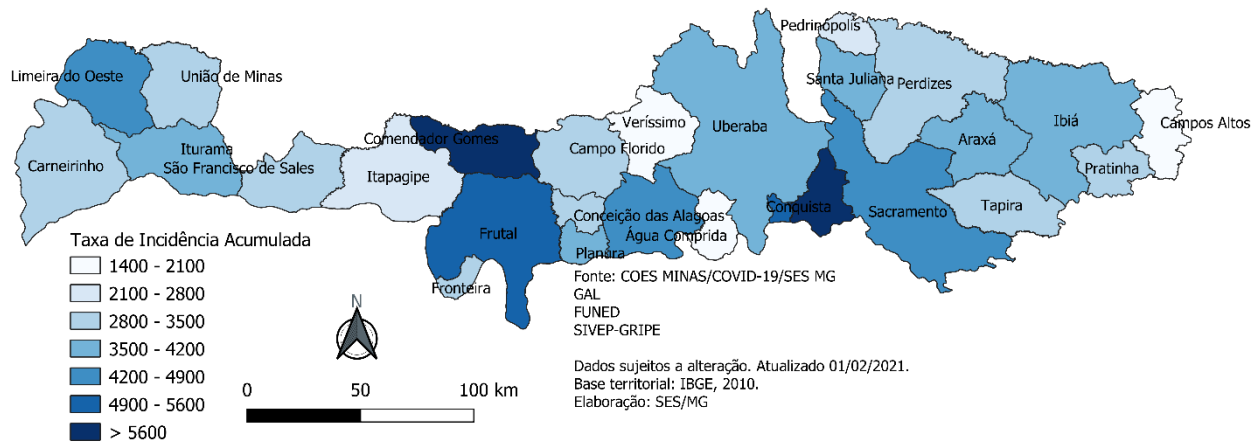 Pedrinópolis
Limeira do Oeste
União de Minas
Santa Juliana
Perdizes
Comendador Gomes
Veríssimo
Uberaba
Ibiá
Campos Altos
Carneirinho
Iturama
São Francisco de Sales
Campo Florido
Araxá
Pratinha
Itapagipe
Conceição das Alagoas
Conquista
Sacramento
Tapira
Frutal
Água Comprida
Planura
Fronteira
Taxa de Incidência Acumulada
1400 - 2100
2100 - 2800
2800 - 3500
3500 - 4200
4200 - 4900
4900 - 5600
> 5600
N
0 50 100 km
Fonte: COES MINAS/COVID-19/SES MG
GAL
FUNED
SIVEP-GRIPE
Dados sujeitos a alteração. Atualizado 01/02/2021.
Base territorial: IBGE, 2010.
Elaboração: SES/MG